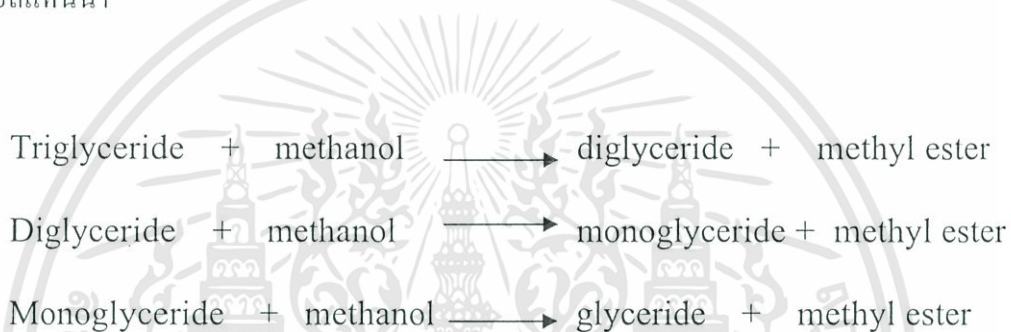 Triglyceride + methanol → diglyceride + methyl ester
Diglyceride + methanol → monoglyceride + methyl ester
Monoglyceride + methanol → glyceride + methyl ester